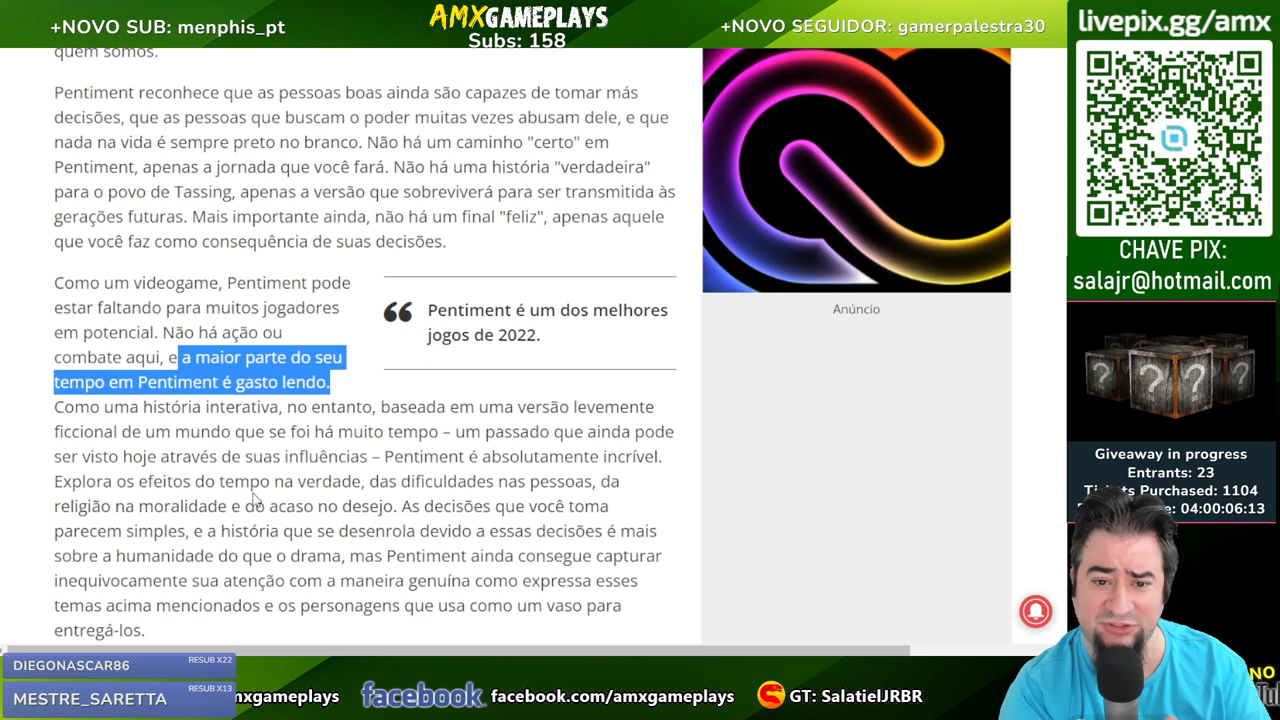 +NOVO SUB: menphis_pt
AMXGAMEPLAYS
Subs: 158
+NOVO SEGUIDOR: gamerpalestra30
livepix.gg/amx
quem somos.
Pentiment reconhece que as pessoas boas ainda são capazes de tomar más
decisões, que as pessoas que buscam o poder muitas vezes abusam dele, e que
nada na vida é sempre preto no branco. Não há um caminho "certo" em
Pentiment, apenas a jornada que você fará. Não há uma história "verdadeira"
para o povo de Tassing, apenas a versão que sobreviverá para ser transmitida às
gerações futuras. Mais importante ainda, não há um final "feliz", apenas aquele
que você faz como consequência de suas decisões.
Como um videogame, Pentiment pode
estar faltando para muitos jogadores
em potencial. Não há ação ou
combate aqui, e a maior parte do seu
tempo em Pentiment é gasto lendo.
Pentiment é um dos melhores
jogos de 2022.
Como uma história interativa, no entanto, baseada em uma versão levemente
ficcional de um mundo que se foi há muito tempo – um passado que ainda pode
ser visto hoje através de suas influências – Pentiment é absolutamente incrível.
Explora os efeitos do tempo na verdade, das dificuldades nas pessoas, da
religião na moralidade e do acaso no desejo. As decisões que você toma
parecem simples, e a história que se desenrola devido a essas decisões é mais
sobre a humanidade do que o drama, mas Pentiment ainda consegue capturar
inequivocamente sua atenção com a maneira genuína como expressa esses
temas acima mencionados e os personagens que usa como um vaso para
entregá-los.
Anúncio
CHAVE PIX:
salajr@hotmail.com
Giveaway in progress
Entrants: 23
Purchased: 1104
: 04:00:06:13
DIEGONASCAR86
RESUB X22
MESTRE_SARETTA
RESUB X13
mxgameplays
facebook
facebook.com/amxgameplays
GT: SalatielJRBR
NO